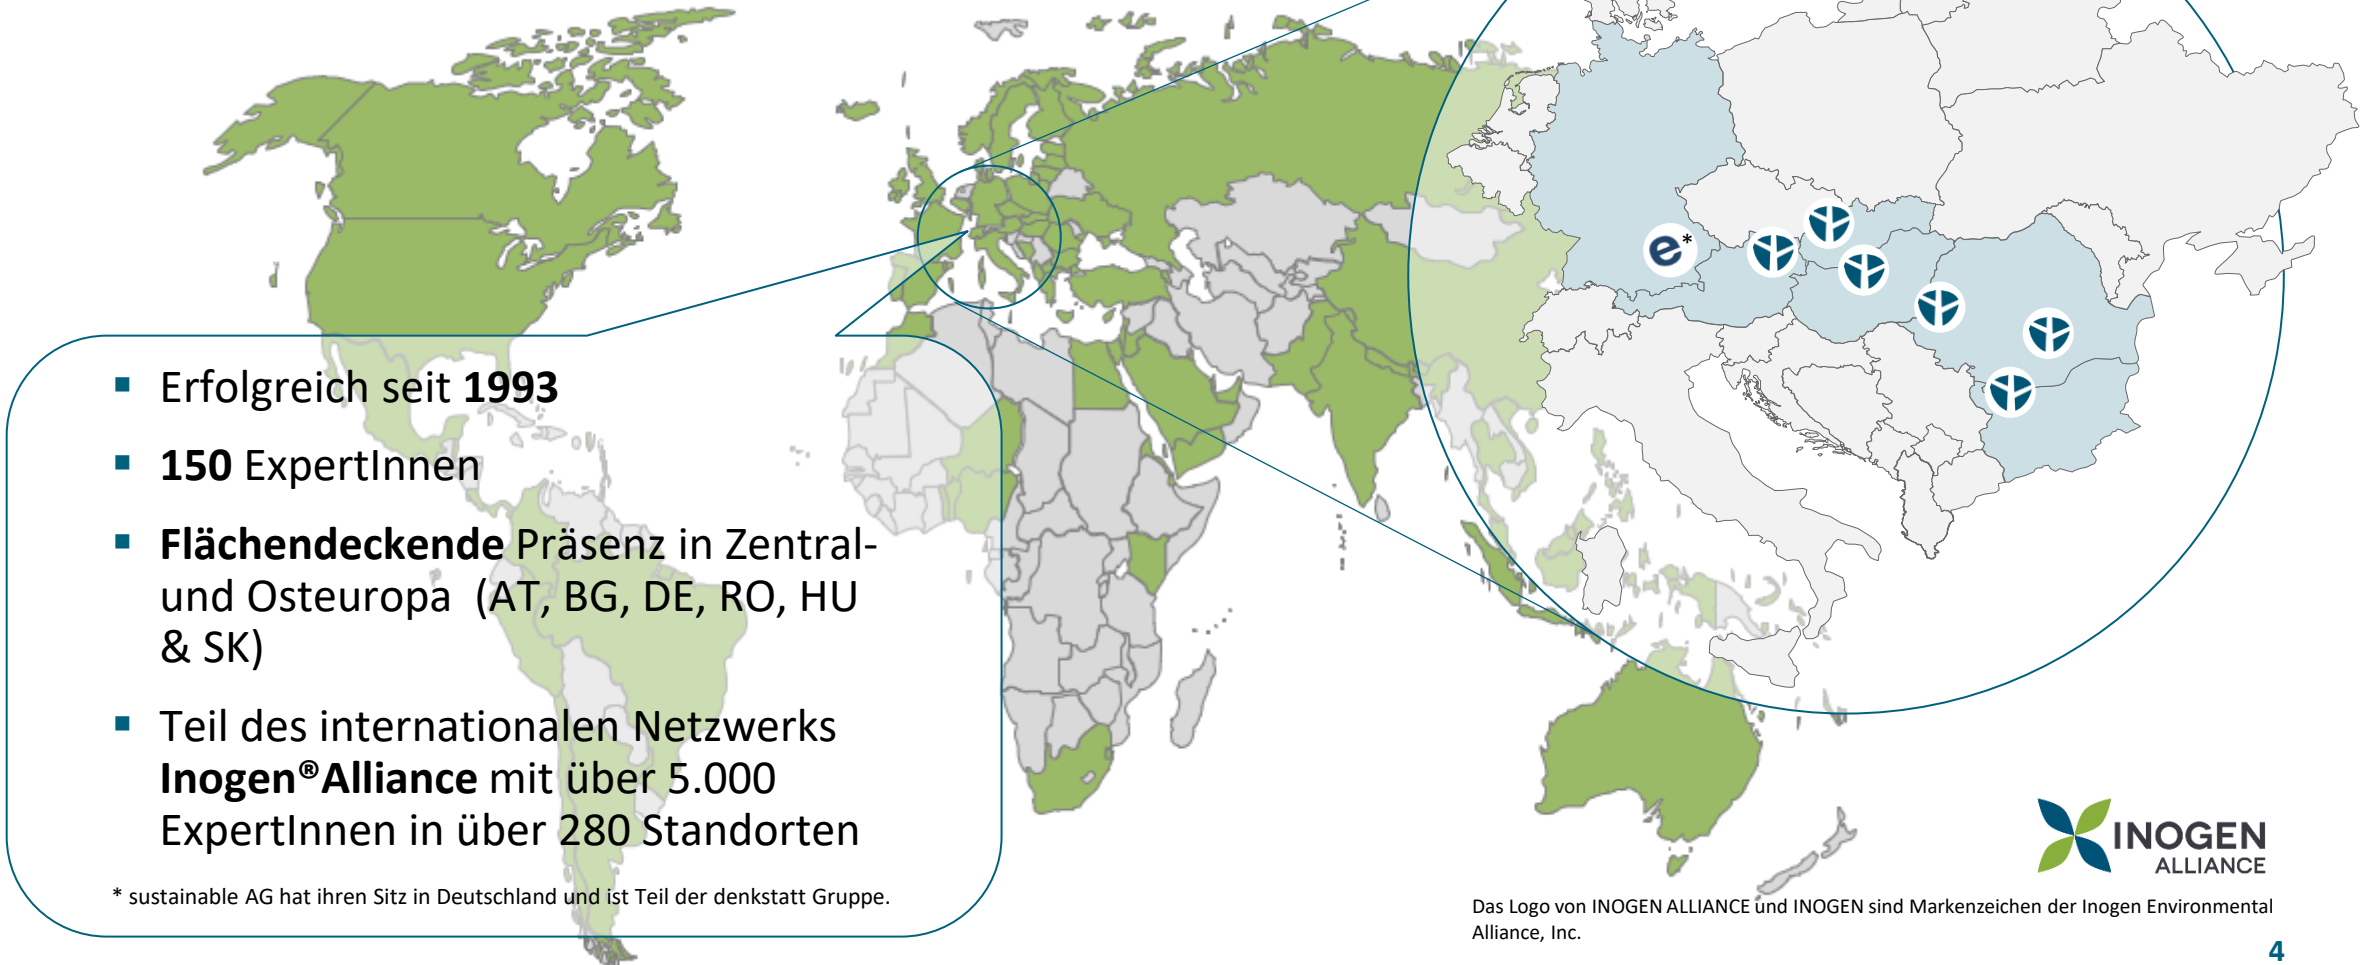 ▪ Erfolgreich seit 1993
▪ 150 ExpertInnen
▪ Flächendeckende Präsenz in Zentral-
und Osteuropa  (AT, BG, DE, RO, HU
& SK)
▪ Teil des internationalen Netzwerks
Inogen®Alliance mit über 5.000
ExpertInnen in über 280 Standorten
* sustainable AG hat ihren Sitz in Deutschland und ist Teil der denkstatt Gruppe.
e*
INOGEN
ALLIANCE
Das Logo von INOGEN ALLIANCE und INOGEN sind Markenzeichen der Inogen Environmental
Alliance, Inc.
4